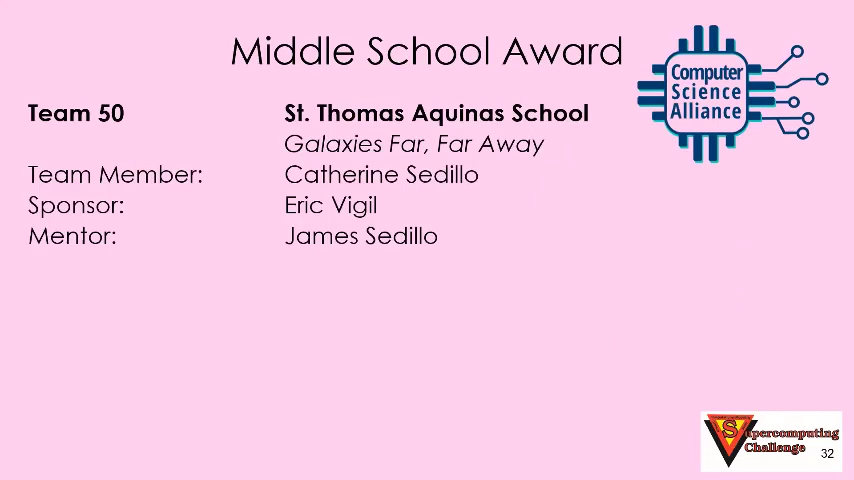 Middle School Award
Computer
Science
Alliance
Team 50 St. Thomas Aquinas School
Galaxies Far, Far Away
Team Member: Catherine Sedillo
Sponsor: Eric Vigil
Mentor: James Sedillo
Supercomputing
Challenge
32